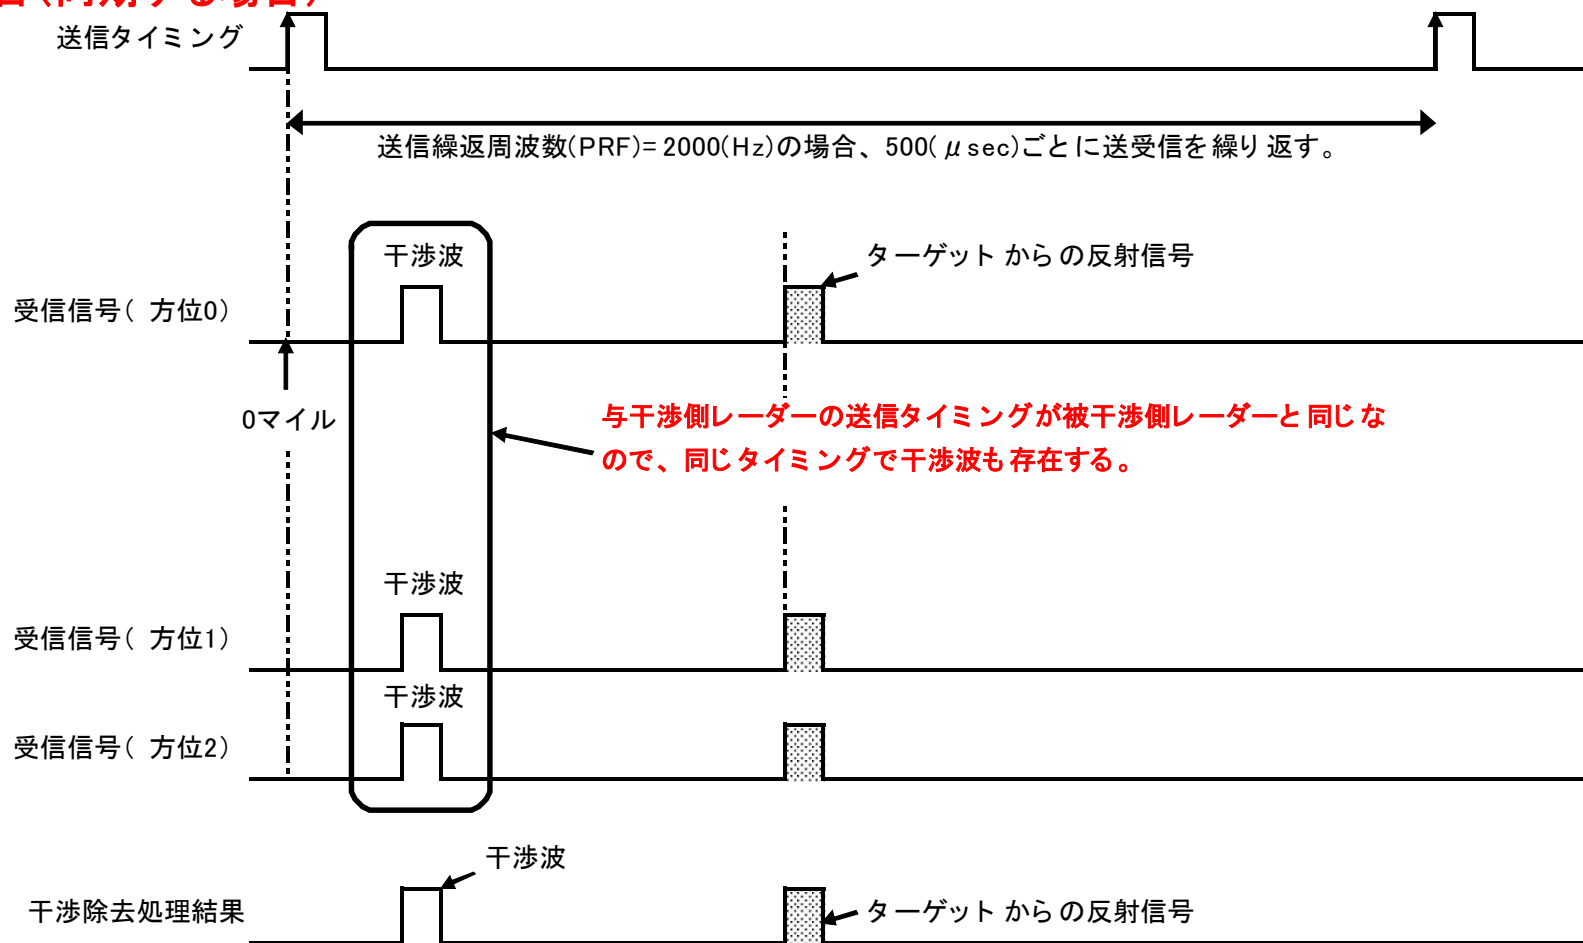 (同期する場合)
送信タイミング
送信繰返周波数(PRF)=2000(Hz)の場合、500(μsec)ごとに送受信を繰り返す。
干渉波
ターゲットからの反射信号
受信信号(方位0)
0マイル
与干渉側レーダーの送信タイミングが被干渉側レーダーと同じな
ので、同じタイミングで干渉波も存在する。
干渉波
受信信号(方位1)
干渉波
受信信号(方位2)
干渉波
干渉除去処理結果
ターゲットからの反射信号